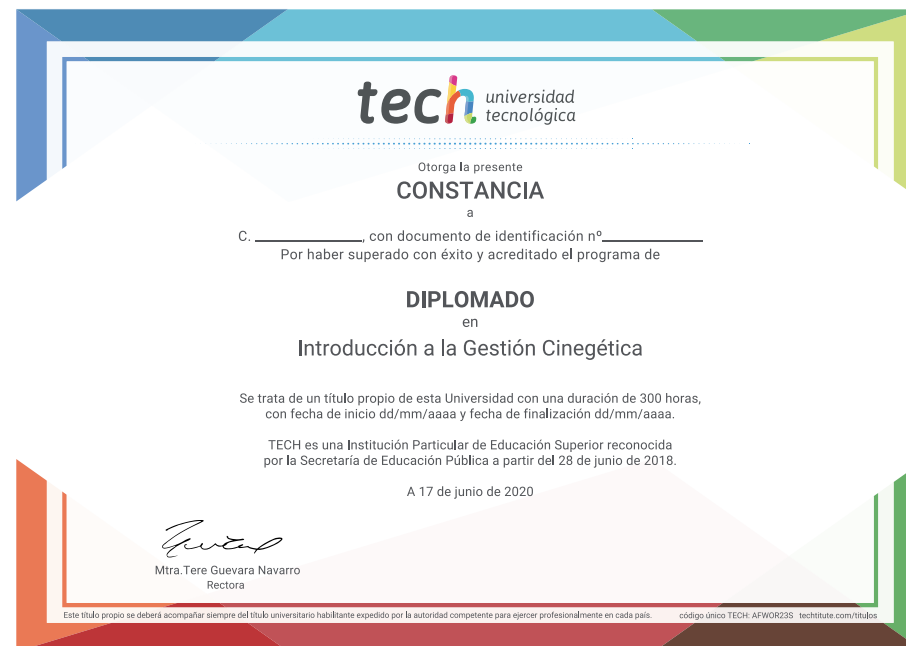 tech universidad
tecnológica
Otorga la presente
CONSTANCIA
a
C. ______________, con documento de identificación nº______________
Por haber superado con éxito y acreditado el programa de
DIPLOMADO
en
Introducción a la Gestión Cinegética
Se trata de un título propio de esta Universidad con una duración de 300 horas,
con fecha de inicio dd/mm/aaaa y fecha de finalización dd/mm/aaaa.
TECH es una Institución Particular de Educación Superior reconocida
por la Secretaría de Educación Pública a partir del 28 de junio de 2018.
A 17 de junio de 2020
Mtra.Tere Guevara Navarro
Rectora
Este título propio se deberá acompañar siempre del título universitario habilitante expedido por la autoridad competente para ejercer profesionalmente en cada país. código único TECH: AFWOR23S techtitute.com/titulos